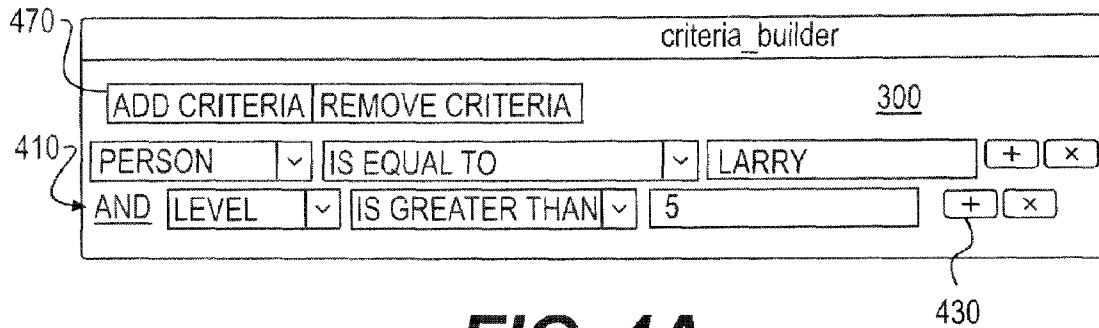 470
criteria_builder
ADD CRITERIA REMOVE CRITERIA 300
410
PERSON IS EQUAL TO LARRY + ×
AND LEVEL IS GREATER THAN 5 + ×
430